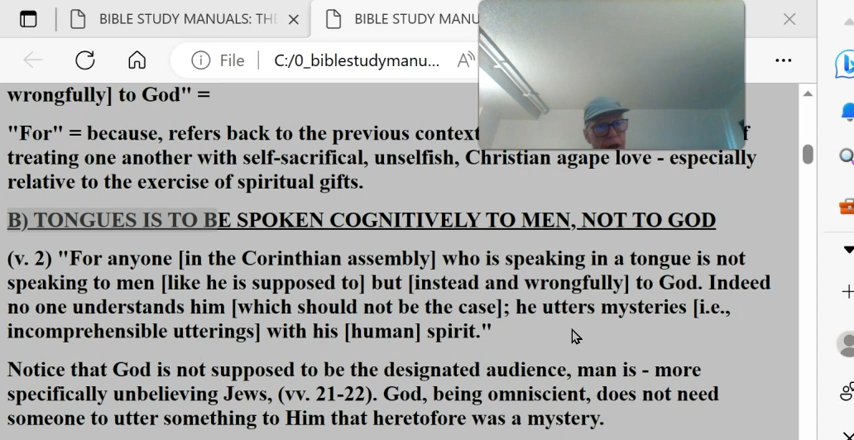 BIBLE STUDY MANUALS: TH
BIBLE STUDY MANU
File
C:/0_biblestudymanu...
wrongfully] to God" =
"For" = because, refers back to the previous context
treating one another with self-sacrifical, unselfish, Christian agape love - especially
relative to the exercise of spiritual gifts.
B) TONGUES IS TO BE SPOKEN COGNITIVELY TO MEN, NOT TO GOD
(v. 2) "For anyone [in the Corinthian assembly] who is speaking in a tongue is not
speaking to men [like he is supposed to] but [instead and wrongfully] to God. Indeed
no one understands him [which should not be the case]; he utters mysteries [i.e.,
incomprehensible utterings] with his [human] spirit."
Notice that God is not supposed to be the designated audience, man is - more
specifically unbelieving Jews, (vv. 21-22). God, being omniscient, does not need
someone to utter something to Him that heretofore was a mystery.